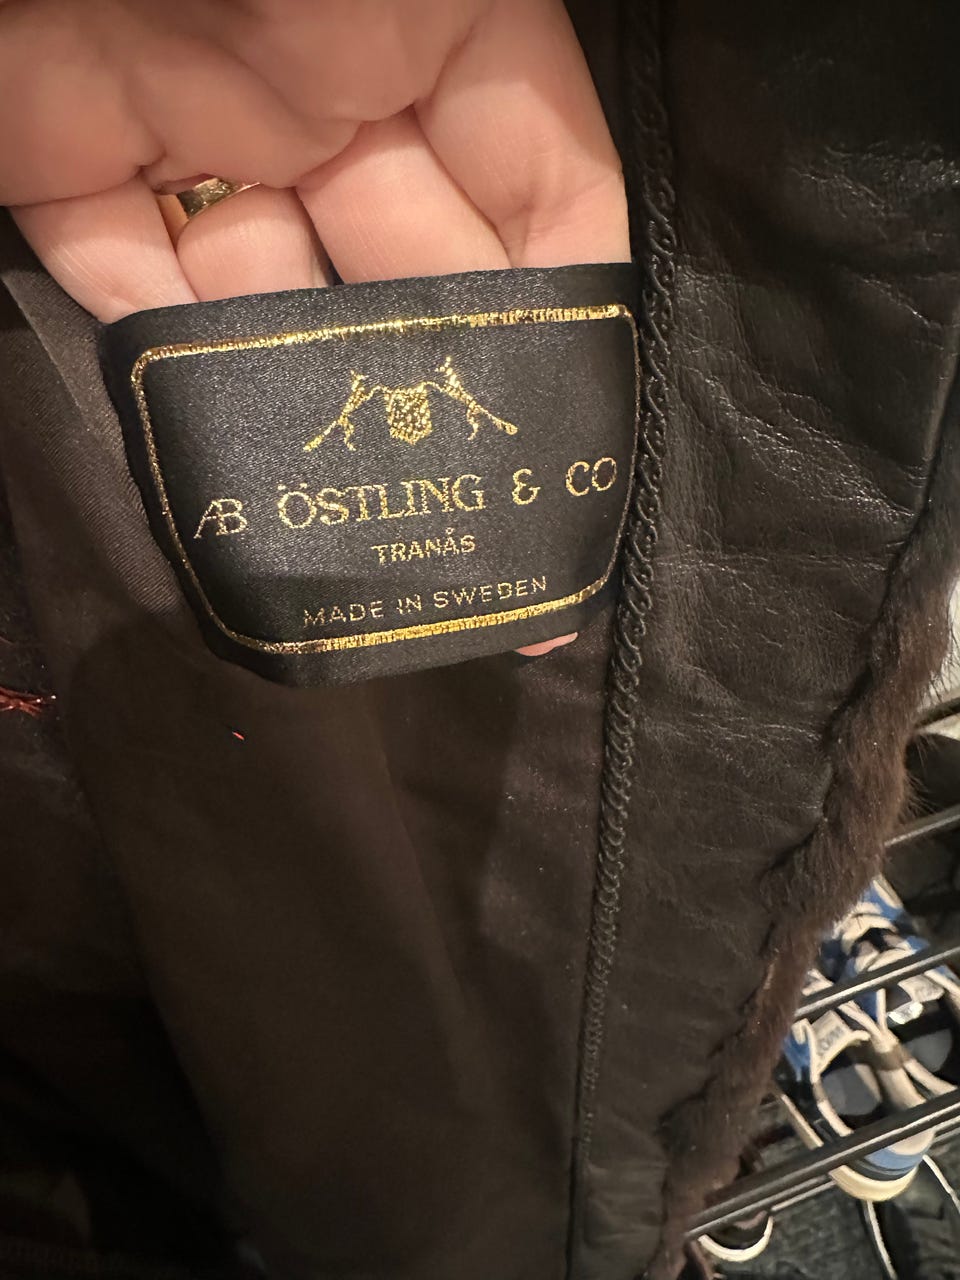 AB ÖSTLING & CO
TRANÅS
MADE IN SWEDEN